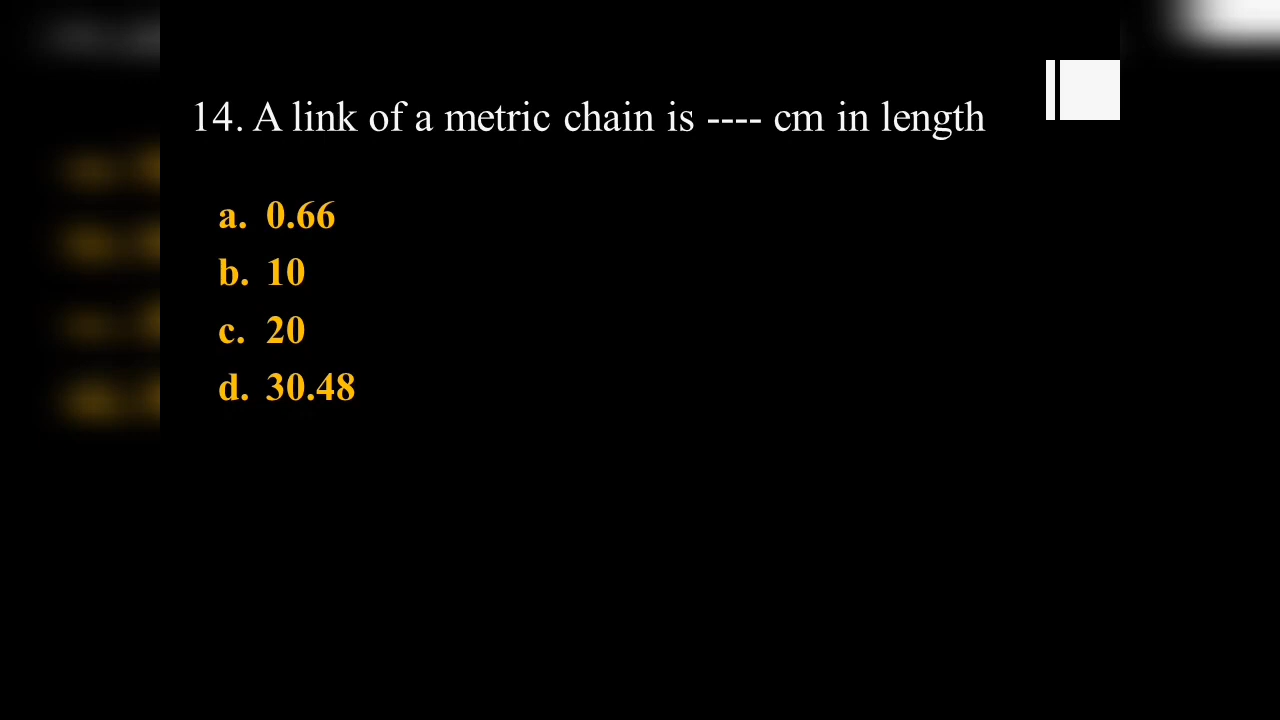 14. A link of a metric chain is ---- cm in length
a. 0.66
b. 10
c. 20
d. 30.48